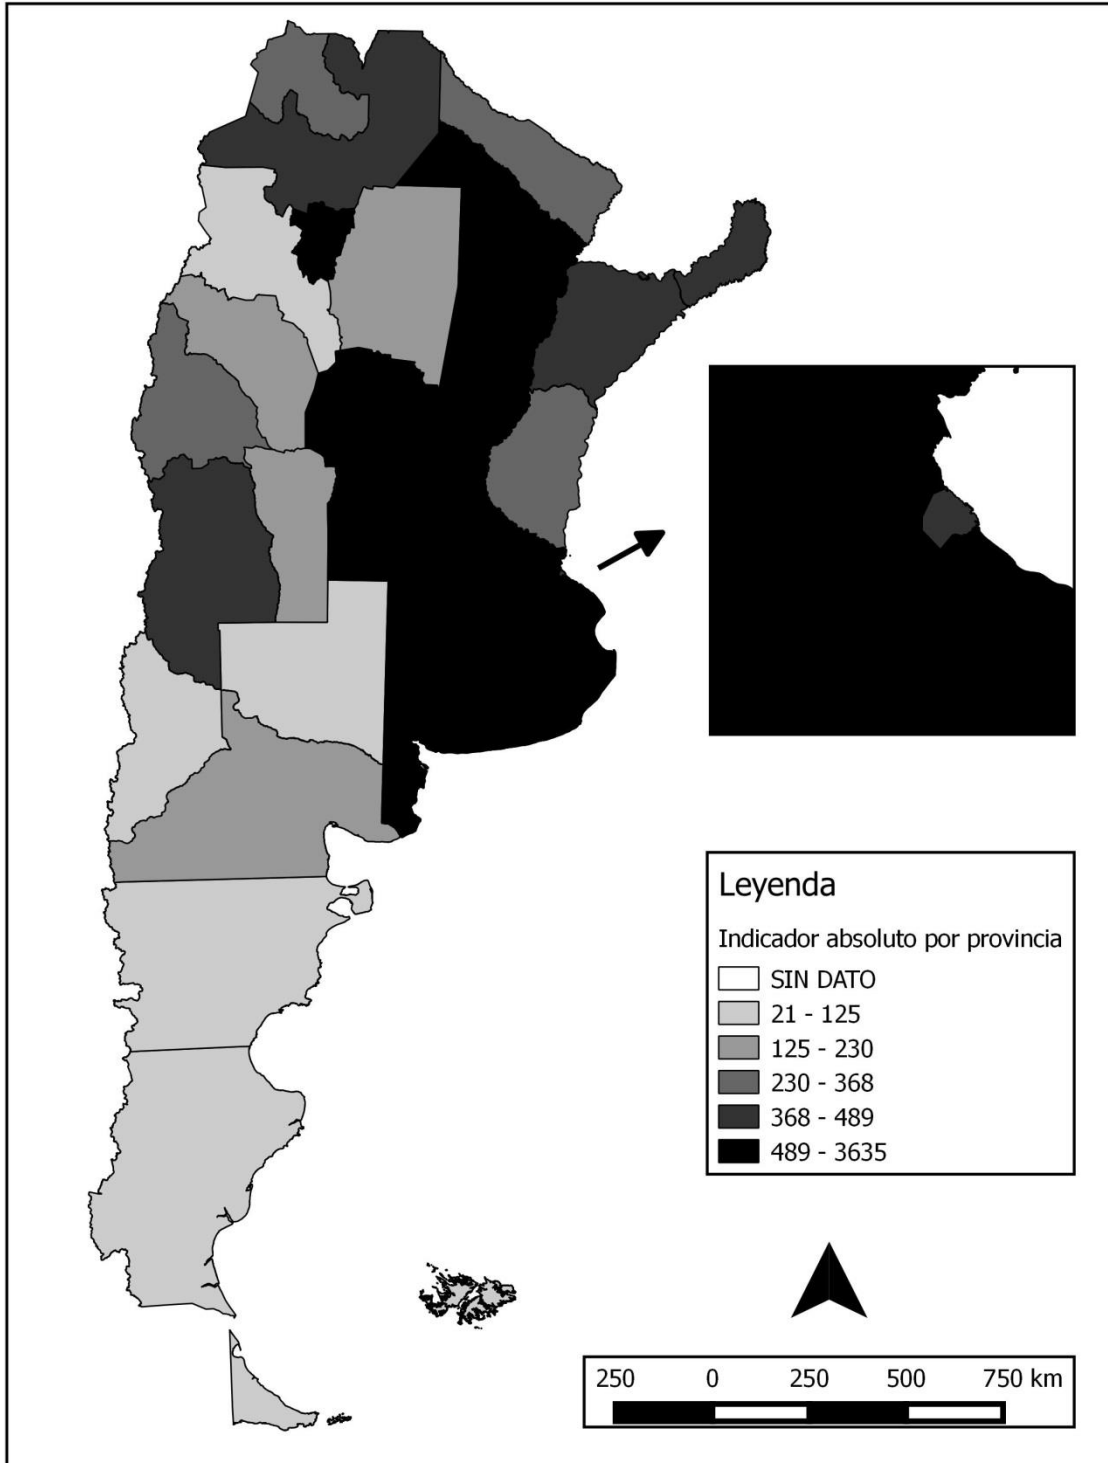 Leyenda
Indicador absoluto por provincia
SIN DATO
21 - 125
125 - 230
230 - 368
368 - 489
489 - 3635
250 0 250 500 750 km